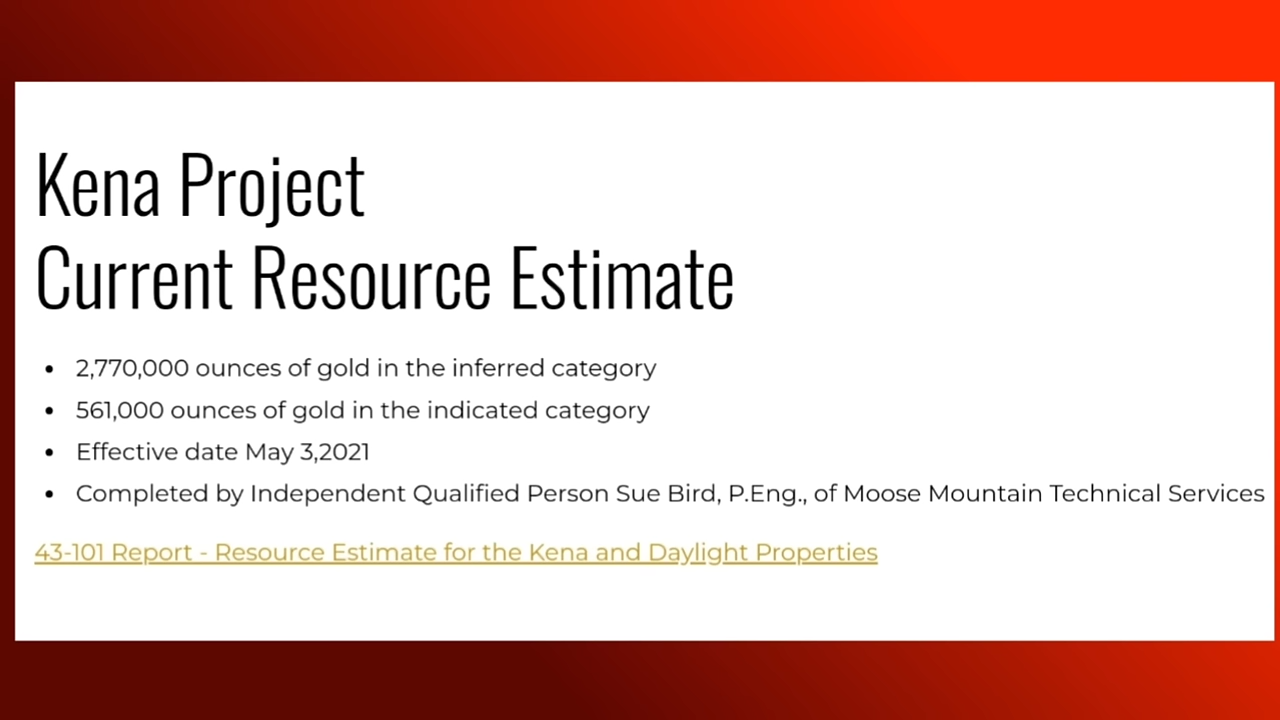 Kena Project
Current Resource Estimate
• 2,770,000 ounces of gold in the inferred category
• 561,000 ounces of gold in the indicated category
• Effective date May 3,2021
• Completed by Independent Qualified Person Sue Bird, P.Eng., of Moose Mountain Technical Services
43-101 Report - Resource Estimate for the Kena and Daylight Properties